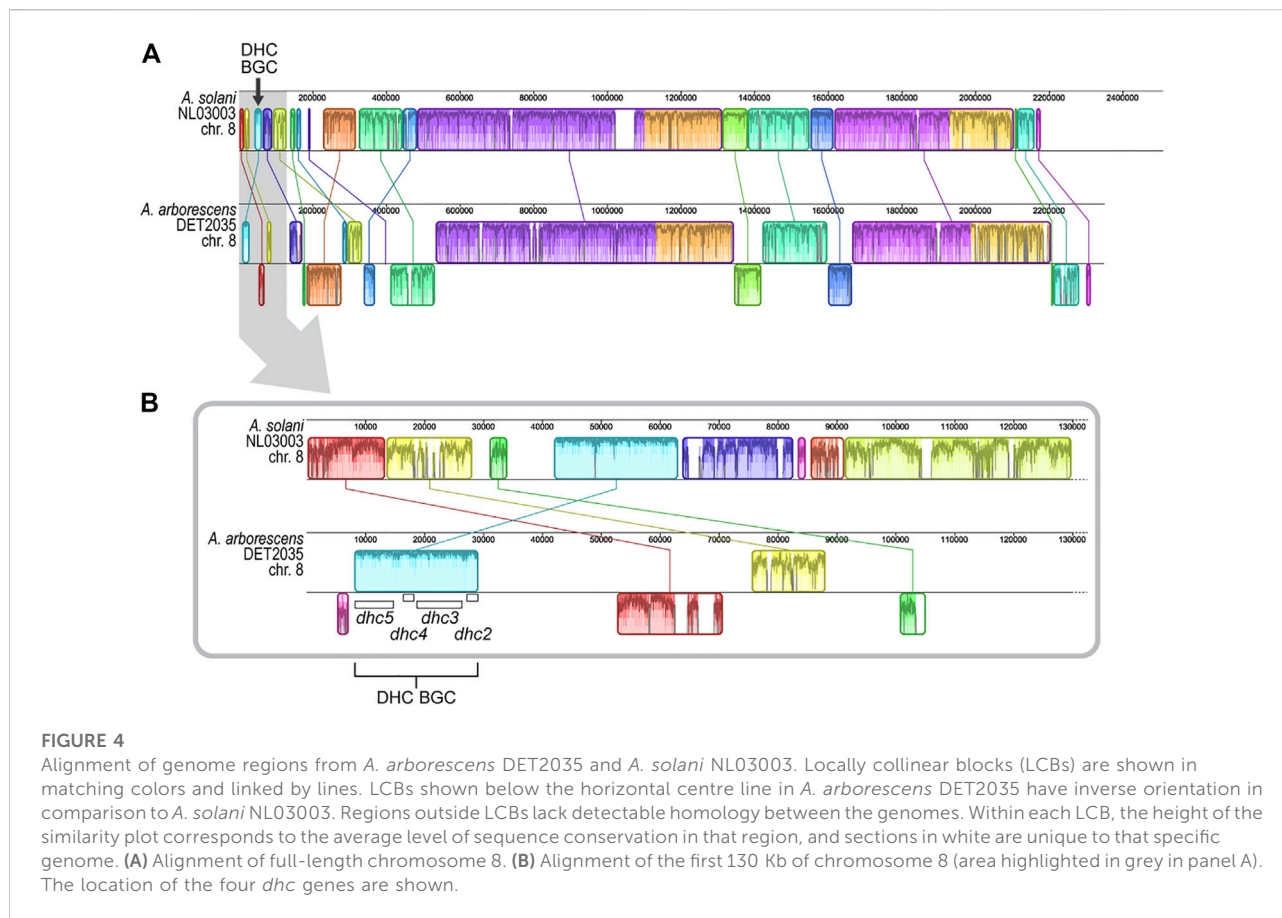 A
DHC
BGC
A. solani
NL03003
chr. 8
200000 400000 600000 800000 1000000 1200000 1400000 1600000 1800000 2000000 2200000 2400000
A. arborescens
DET2035
chr. 8
200000 400000 600000 800000 1000000 1200000 1400000 1600000 1800000 2000000 2200000
B
A. solani
NL03003
chr. 8
10000 20000 30000 40000 50000 60000 70000 80000 90000 100000 110000 120000 130000
A. arborescens
DET2035
chr. 8
10000 20000 30000 40000 50000 60000 70000 80000 90000 100000 110000 120000 130000
dhc5 dhc3
dhc4 dhc2
DHC BGC
FIGURE 4
Alignment of genome regions from A. arborescens DET2035 and A. solani NL03003. Locally collinear blocks (LCBs) are shown in
matching colors and linked by lines. LCBs shown below the horizontal centre line in A. arborescens DET2035 have inverse orientation in
comparison to A. solani NL03003. Regions outside LCBs lack detectable homology between the genomes. Within each LCB, the height of the
similarity plot corresponds to the average level of sequence conservation in that region, and sections in white are unique to that specific
genome. (A) Alignment of full-length chromosome 8. (B) Alignment of the first 130 Kb of chromosome 8 (area highlighted in grey in panel A).
The location of the four dhc genes are shown.